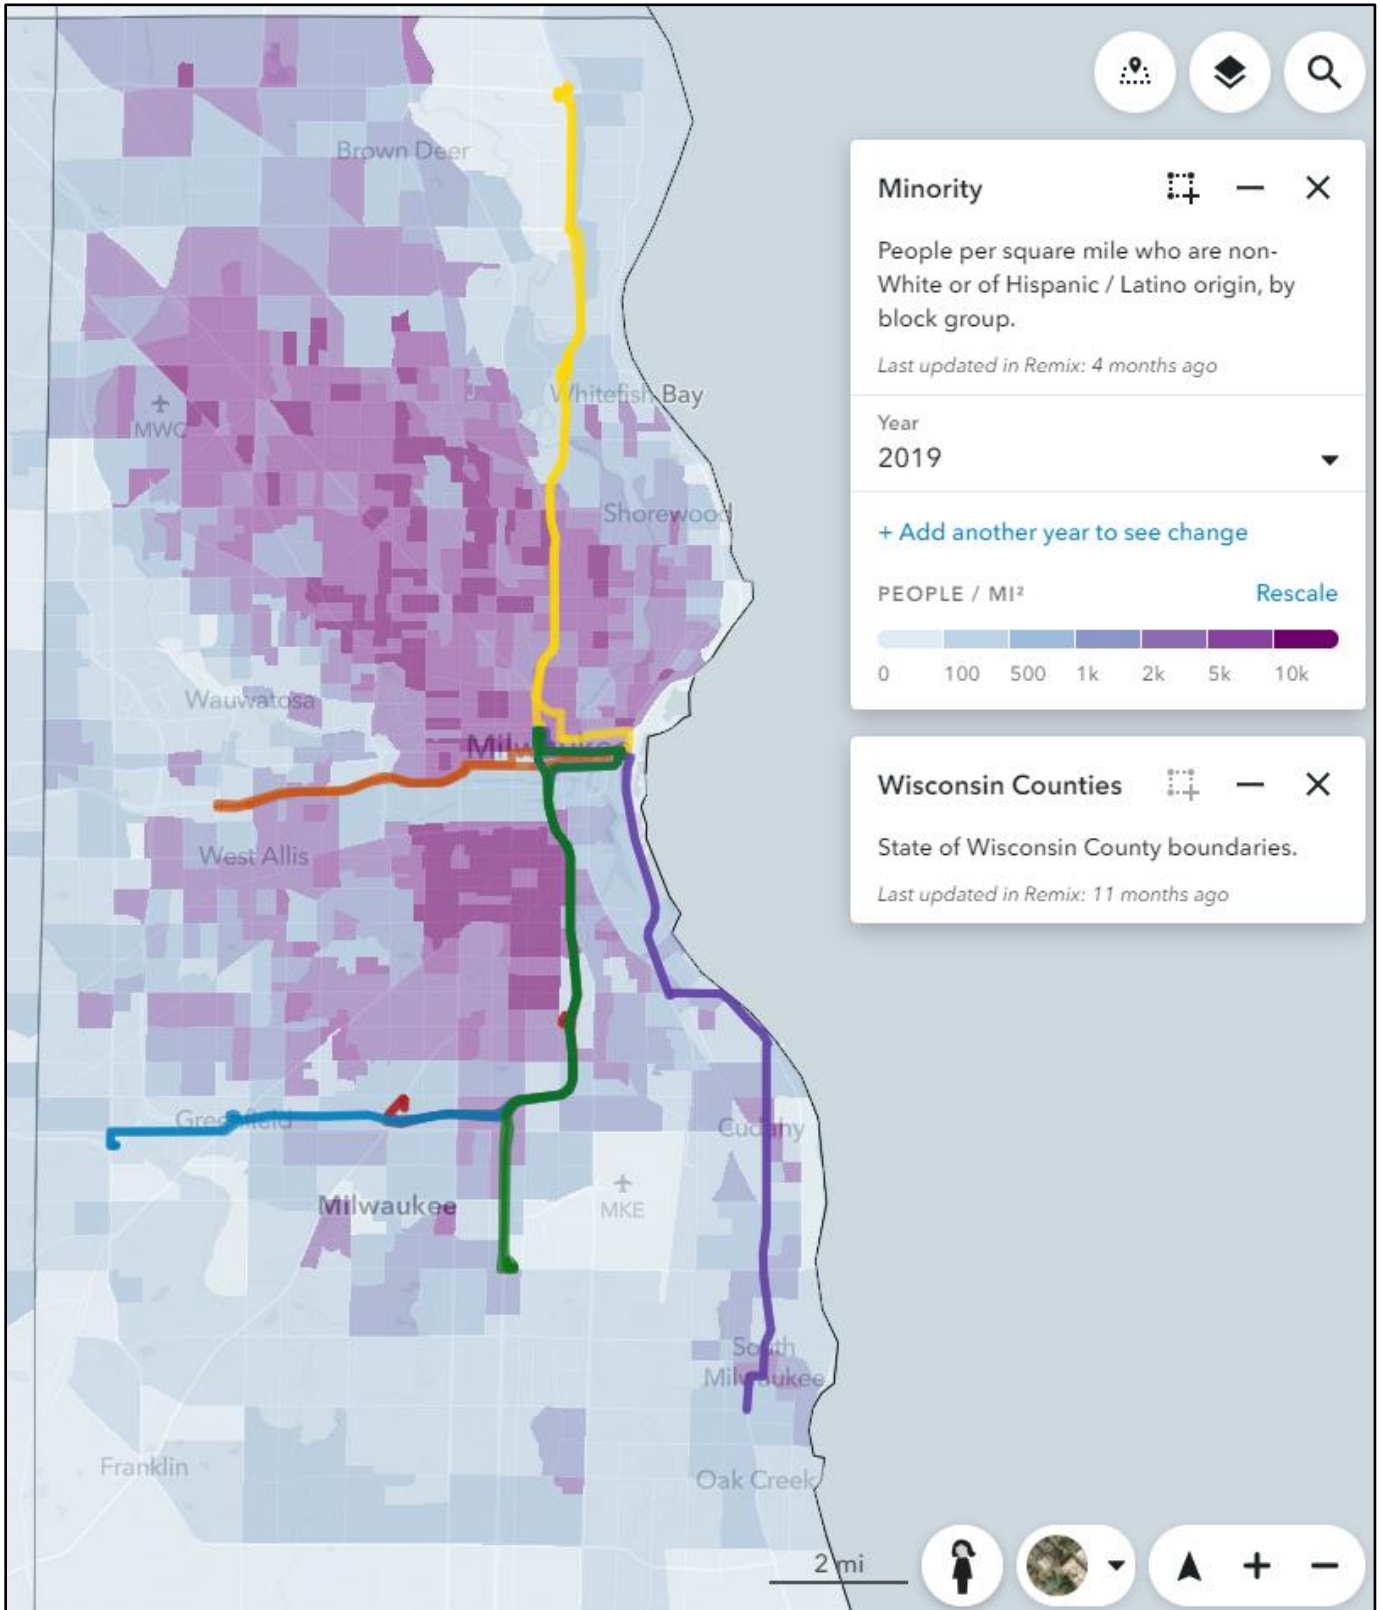 Brown Deer
MWC
Whitefish Bay
Shorewood
Wauwatosa
Milwaukee
West Allis
Greenfield
Cudahy
Milwaukee
MKE
South
Milwaukee
Franklin
Oak Creek
2 mi
Minority
People per square mile who are non-
White or of Hispanic / Latino origin, by
block group.
Last updated in Remix: 4 months ago
Year
2019
+ Add another year to see change
PEOPLE / MI²
Rescale
0 100 500 1k 2k 5k 10k
Wisconsin Counties
State of Wisconsin County boundaries.
Last updated in Remix: 11 months ago